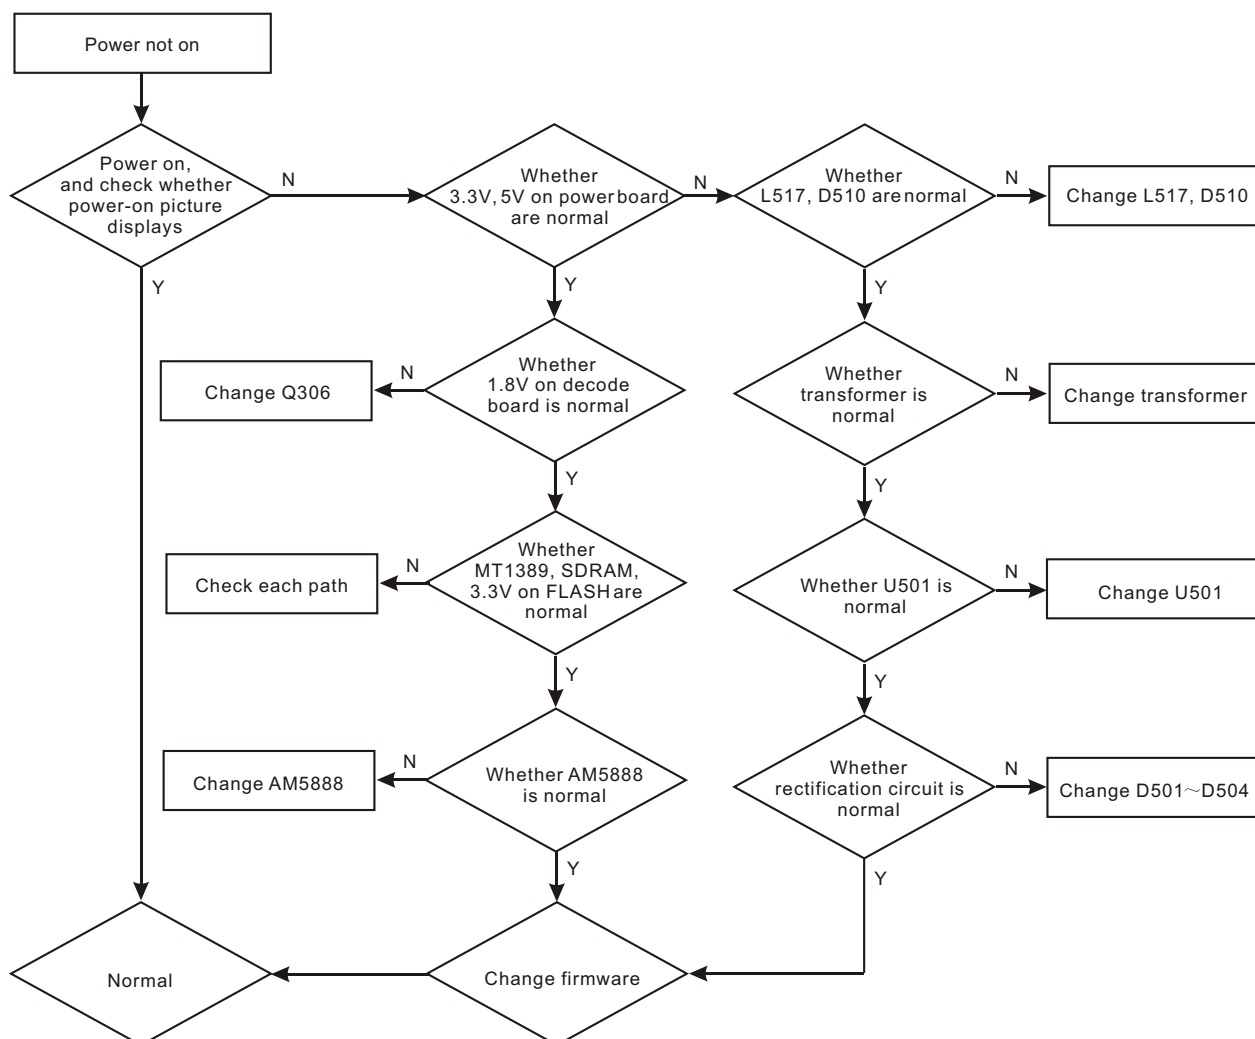 Power not on
Power on,
and check whether
power-on picture
displays
N
Whether
3.3V, 5V on powerboard
are normal
N
Whether
L517, D510 are normal
N
Change L517, D510
Y
Y
Y
Change Q306
N
Whether
1.8V on decode
board is normal
Whether
transformer is
normal
N
Change transformer
Y
Y
Check each path
N
Whether
MT1389, SDRAM,
3.3V on FLASH are
normal
Whether U501 is
normal
N
Change U501
Y
Y
Change AM5888
N
Whether AM5888
is normal
Whether
rectification circuit is
normal
N
Change D501～D504
Y
Y
Normal
Change firmware